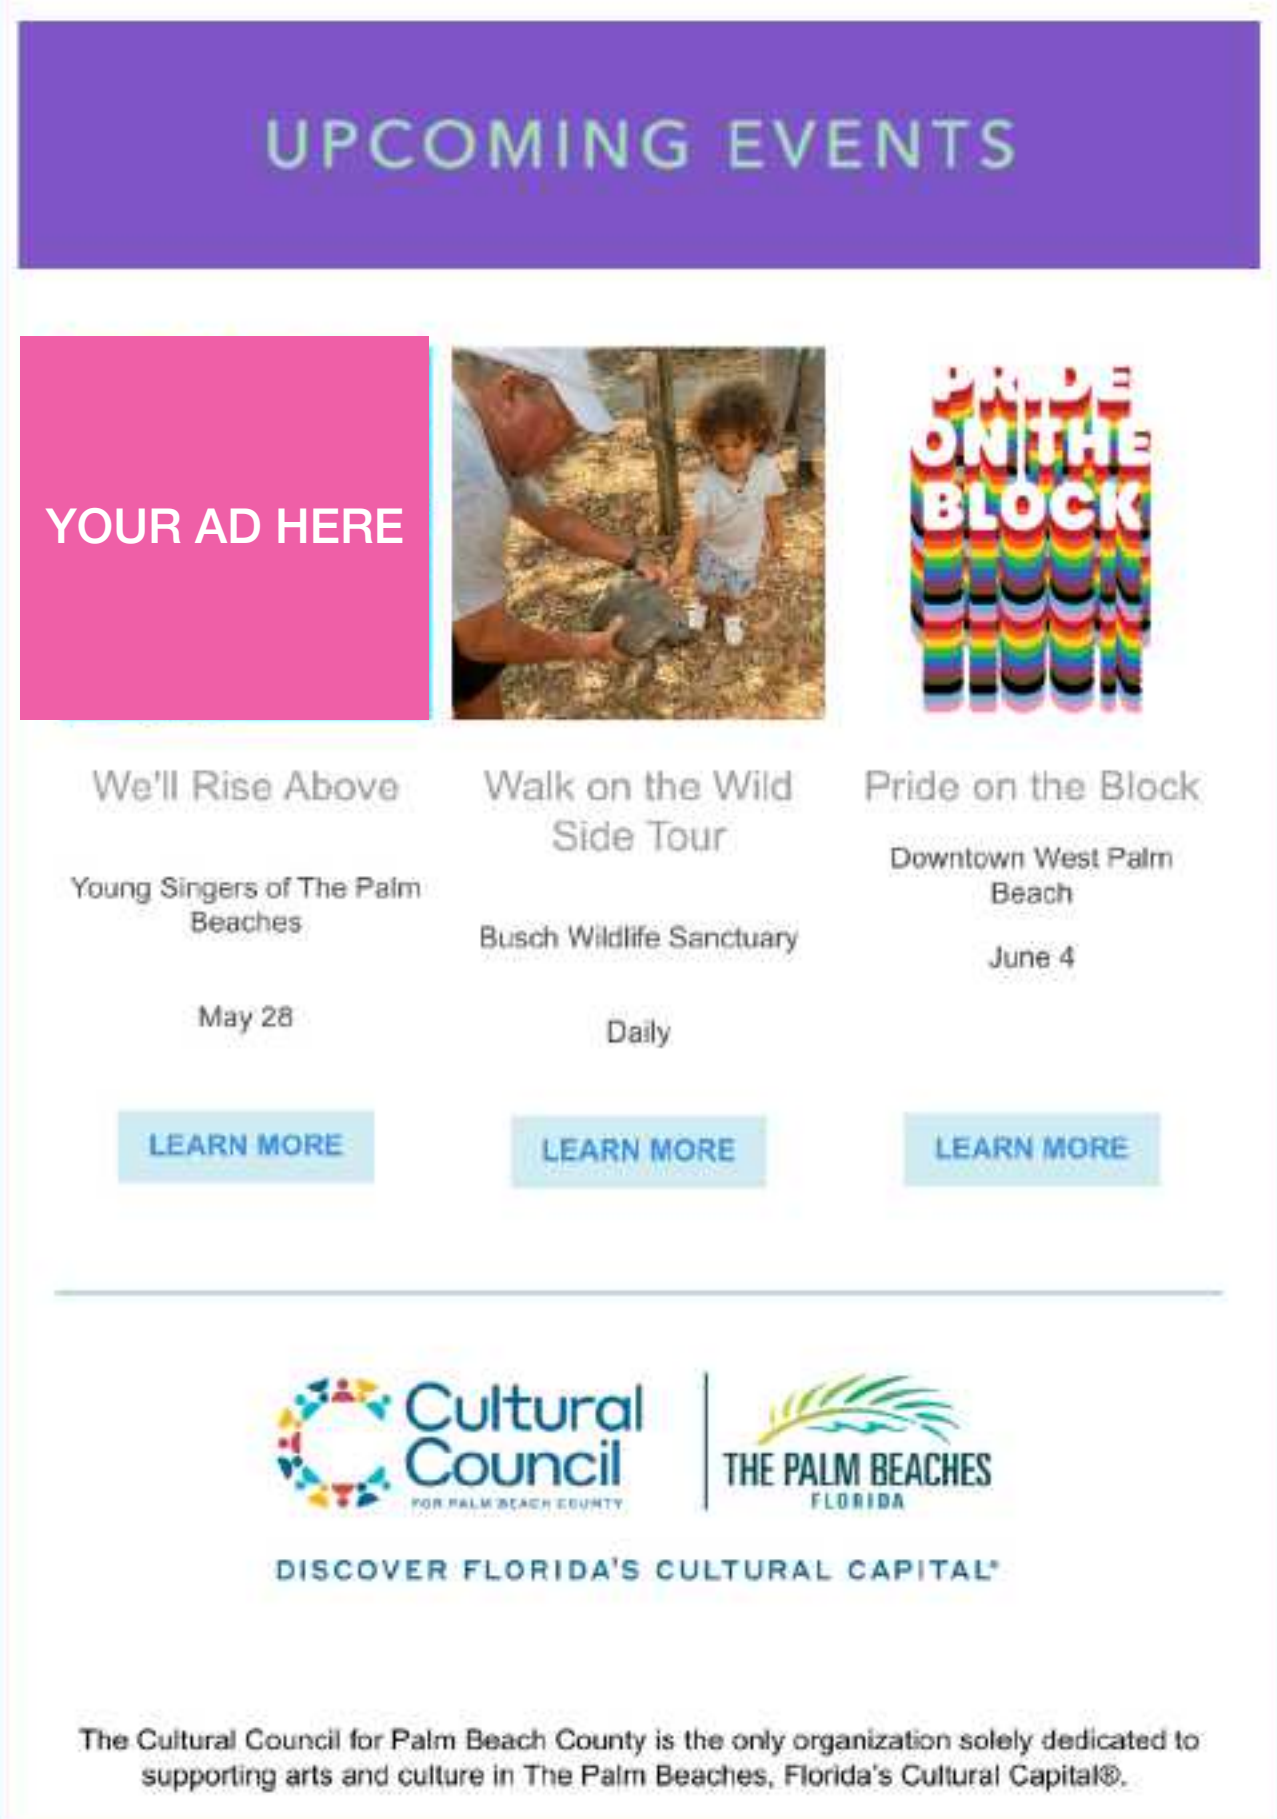 UPCOMING EVENTS
YOUR AD HERE
PRIDE
ON THE
BLOCK
We'll Rise Above
Young Singers of The Palm
Beaches
May 28
LEARN MORE
Walk on the Wild
Side Tour
Busch Wildlife Sanctuary
Daily
LEARN MORE
Pride on the Block
Downtown West Palm
Beach
June 4
LEARN MORE
Cultural
Council
FOR PALM BEACH COUNTY
THE PALM BEACHES
FLORIDA
DISCOVER FLORIDA'S CULTURAL CAPITAL®
The Cultural Council for Palm Beach County is the only organization solely dedicated to
supporting arts and culture in The Palm Beaches, Florida's Cultural Capital®.